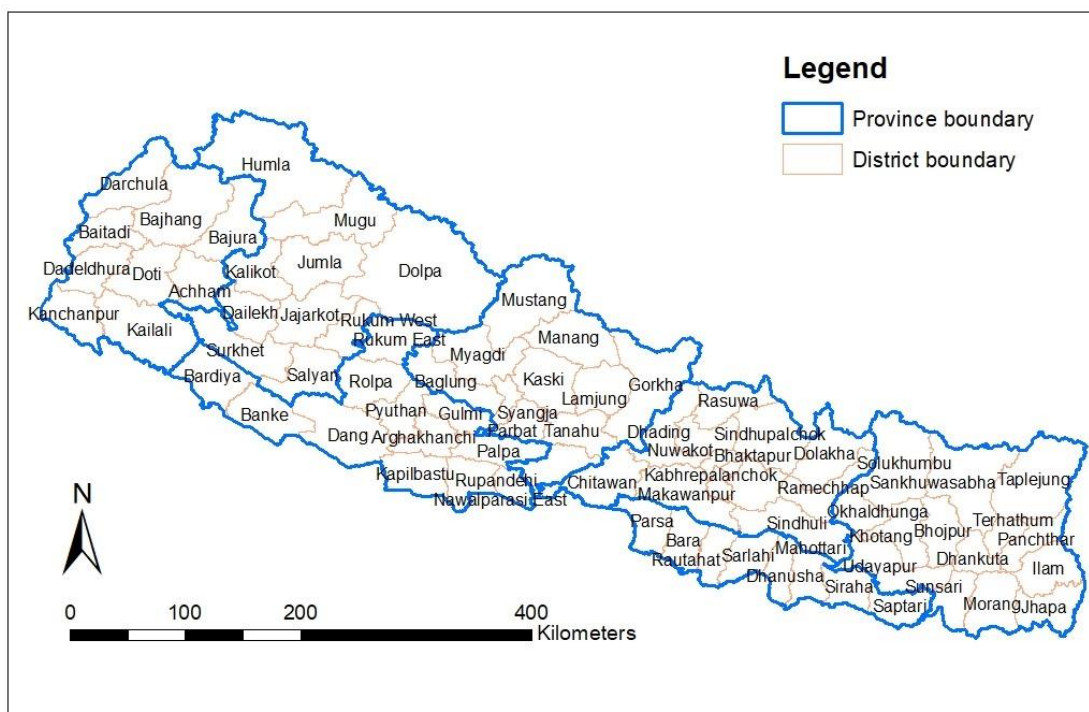 Legend
Province boundary
District boundary
Humla
Darchula
Mugu
Bajhang
Baitadi
Bajura
Jumla
Dadeldhura
Doti
Kalikot
Dolpa
Achham
Mustang
Kanchanpur
Kailali
Dailekh
Jajarkot
Rukum West
Rukum East
Manang
Surkhet
Myagdi
Bardiya
Salyan
Rolpa
Baglung
Kaski
Gorkha
Lamjung
Rasuwa
Banke
Pyuthan
Gulmi
Syangja
Dang
Arghakhanchi
Parbat
Tanahu
Dhading
Sindhupalchok
Nuwakot
Bhaktapur
Dolakha
Palpa
Solukhumbu
Kapilbastu
Rupandehi
Chitawan
Kabhrepalanchok
Sankhuwasabha
Taplejung
Nawalparasi East
Makawanpur
Ramechhap
Okhaldhunga
Parsa
Sindhuli
Khotang
Bhojpur
Terhathum
Bara
Mahottari
Panchthar
Rautahat
Sarlahi
Udayapur
Dhankuta
Ilam
Dhanusha
Siraha
Sunsari
Saptari
Morang
Jhapa
N
0 100 200 400
Kilometers